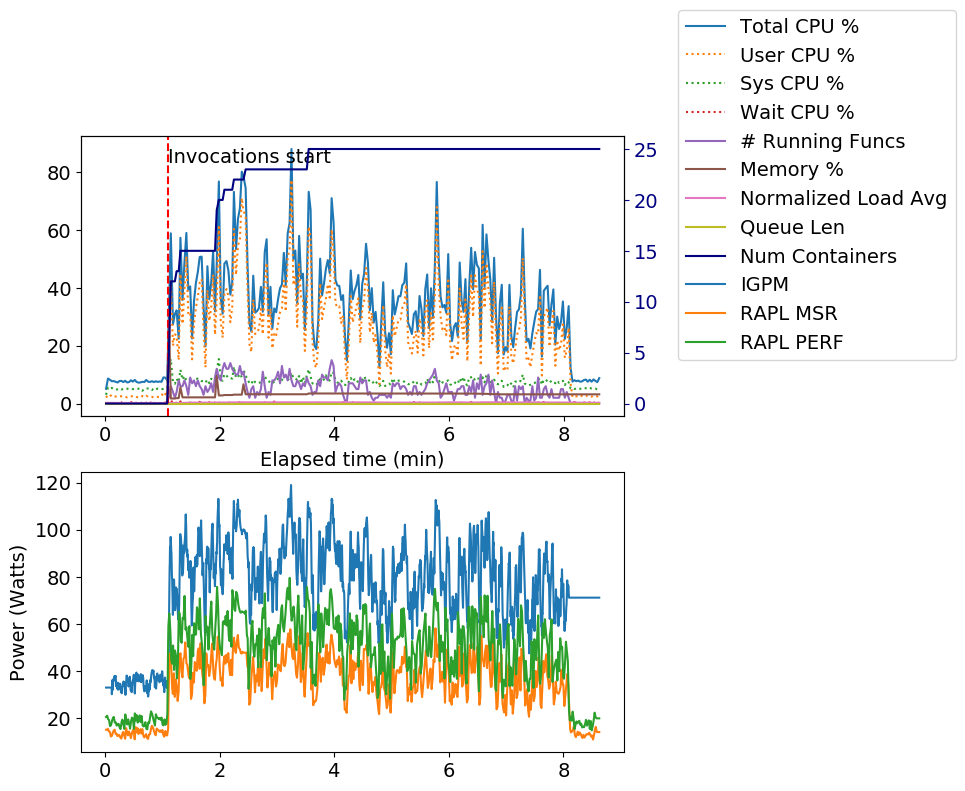 Total CPU %
User CPU %
Sys CPU %
Wait CPU %
# Running Funcs
Memory %
Normalized Load Avg
Queue Len
Num Containers
IGPM
RAPL MSR
RAPL PERF
Invocations start
80
60
40
20
0
25
20
15
10
5
0
0 2 4 6 8
Elapsed time (min)
Power (Watts)
120
100
80
60
40
20
0 2 4 6 8